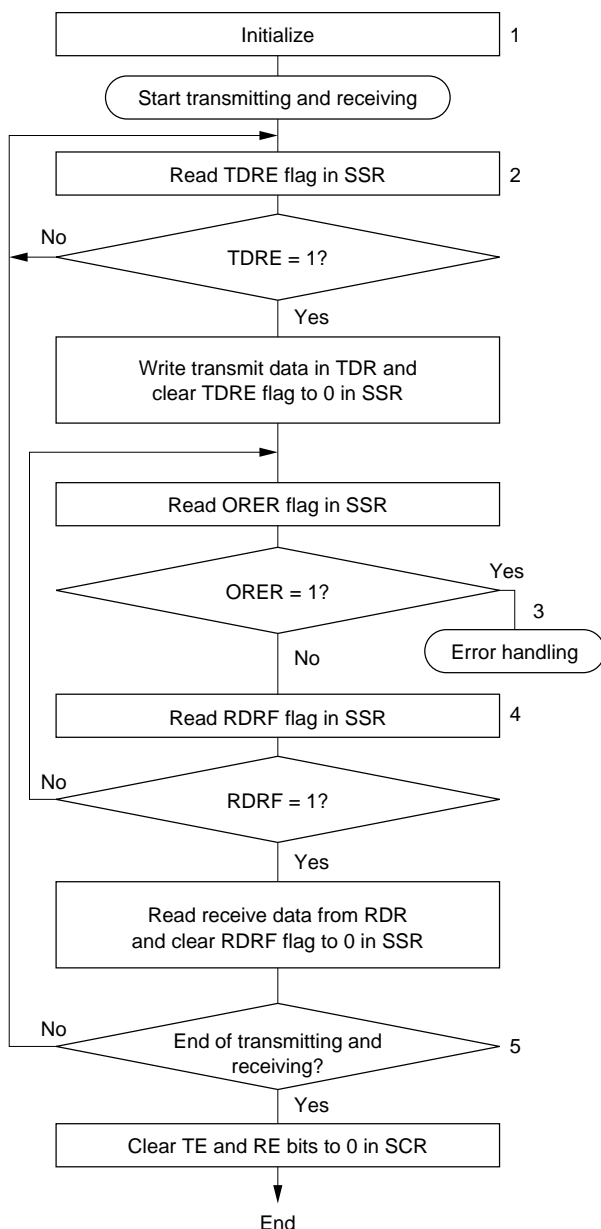 Initialize
1
Start transmitting and receiving
Read TDRE flag in SSR
2
No
TDRE = 1?
Yes
Write transmit data in TDR and
clear TDRE flag to 0 in SSR
Read ORER flag in SSR
ORER = 1?
Yes
3
Error handling
No
Read RDRF flag in SSR
4
No
RDRF = 1?
Yes
Read receive data from RDR
and clear RDRF flag to 0 in SSR
No
End of transmitting and
receiving?
5
Yes
Clear TE and RE bits to 0 in SCR
End